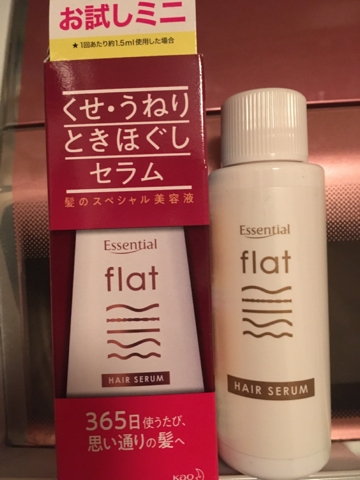 お試しミニ
★1回あたり約1.5ml使用した場合
くせ・うねり
ときほぐし
セラム
髪のスペシャル美容液
Essential
flat
HAIR SERUM
365日使うたび、
思い通りの髪へ
Kao
Essential
flat
HAIR SERUM